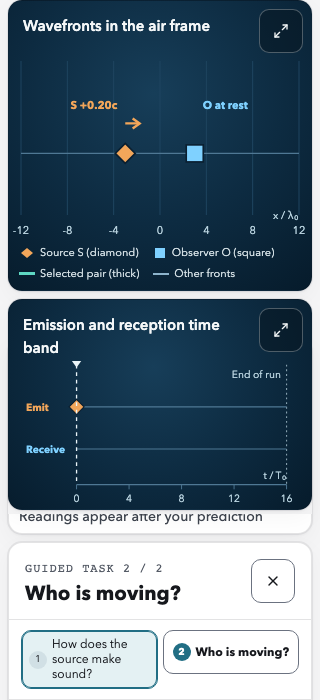 Wavefronts in the air frame
S +0.20c
O at rest
x / λ₀
-12 -8 -4 0 4 8 12
Source S (diamond) Observer O (square)
Selected pair (thick) Other fronts
Emission and reception time
band
End of run
Emit
Receive
t / T₀
0 4 8 12 16
Readings appear after your prediction
GUIDED TASK 2 / 2
Who is moving?
1 How does the
source make
sound?
2 Who is moving?